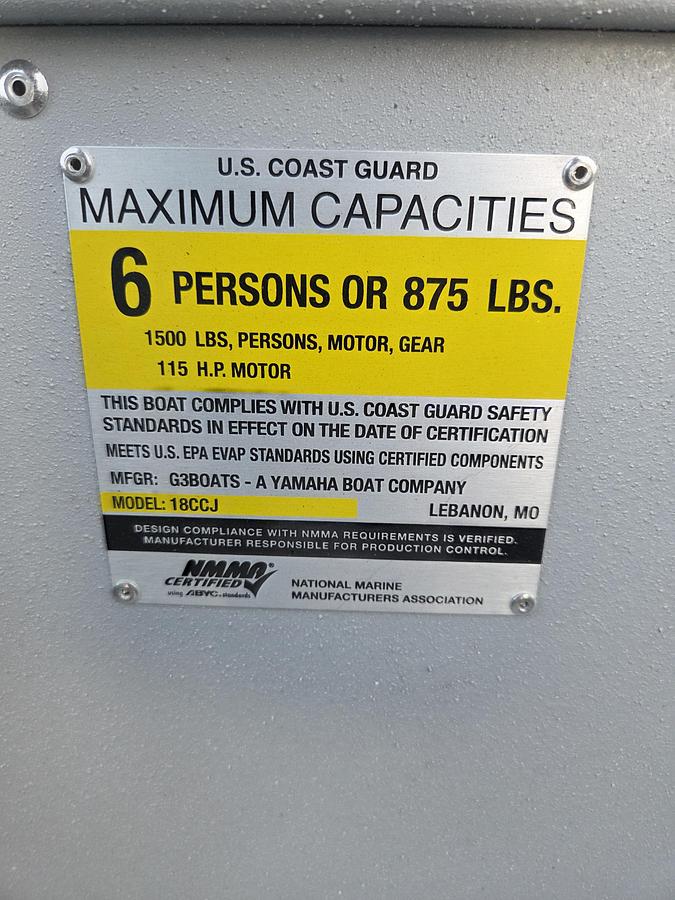 U.S. COAST GUARD
MAXIMUM CAPACITIES
6 PERSONS OR 875 LBS.
1500 LBS, PERSONS, MOTOR, GEAR
115 H.P. MOTOR
THIS BOAT COMPLIES WITH U.S. COAST GUARD SAFETY
STANDARDS IN EFFECT ON THE DATE OF CERTIFICATION
MEETS U.S. EPA EVAP STANDARDS USING CERTIFIED COMPONENTS
MFGR: G3BOATS - A YAMAHA BOAT COMPANY
MODEL: 18CCJ LEBANON, MO
DESIGN COMPLIANCE WITH NMMA REQUIREMENTS IS VERIFIED.
MANUFACTURER RESPONSIBLE FOR PRODUCTION CONTROL.
NMMA®
CERTIFIED
using ABYC standards
NATIONAL MARINE
MANUFACTURERS ASSOCIATION